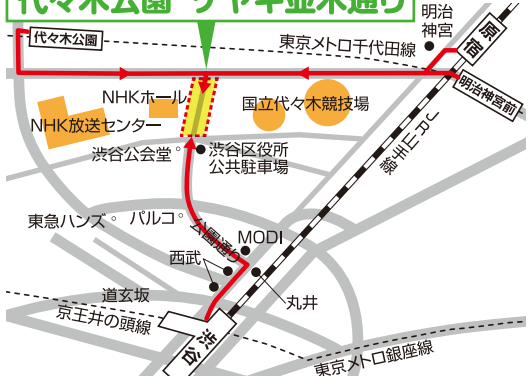 代々木公園 ケヤキ並木通り
明治
神宮
原宿
代々木公園
東京メトロ千代田線
明治神宮前
NHKホール
国立代々木競技場
NHK放送センター
JR山手線
渋谷公会堂
渋谷区役所
公共駐車場
東急ハンズ
パルコ
公園通り
MODI
西武
丸井
道玄坂
京王井の頭線
渋谷
東京メトロ銀座線